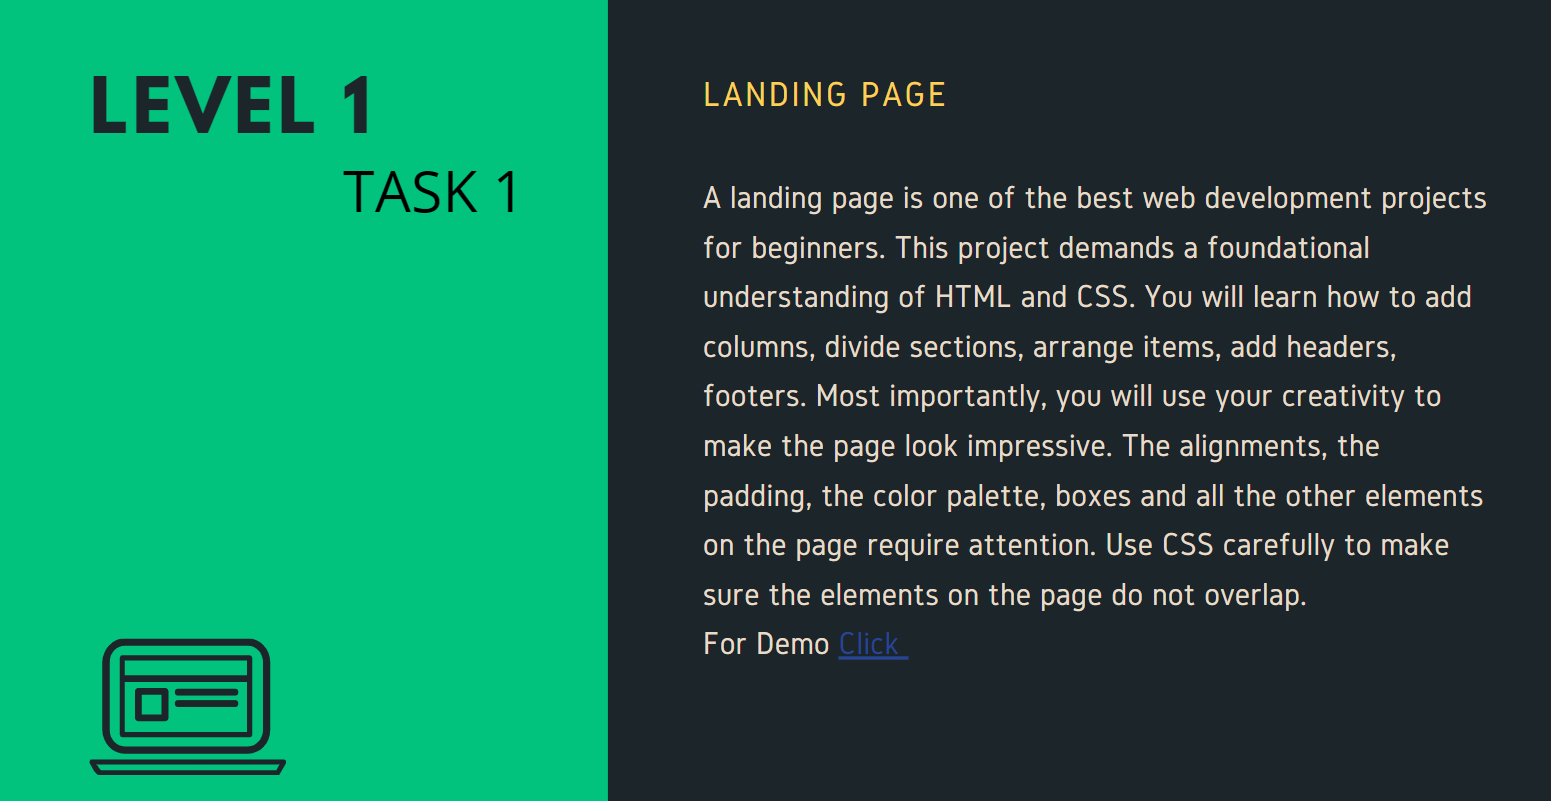 LEVEL 1
TASK 1
LANDING PAGE
A landing page is one of the best web development projects
for beginners. This project demands a foundational
understanding of HTML and CSS. You will learn how to add
columns, divide sections, arrange items, add headers,
footers. Most importantly, you will use your creativity to
make the page look impressive. The alignments, the
padding, the color palette, boxes and all the other elements
on the page require attention. Use CSS carefully to make
sure the elements on the page do not overlap.
For Demo Click